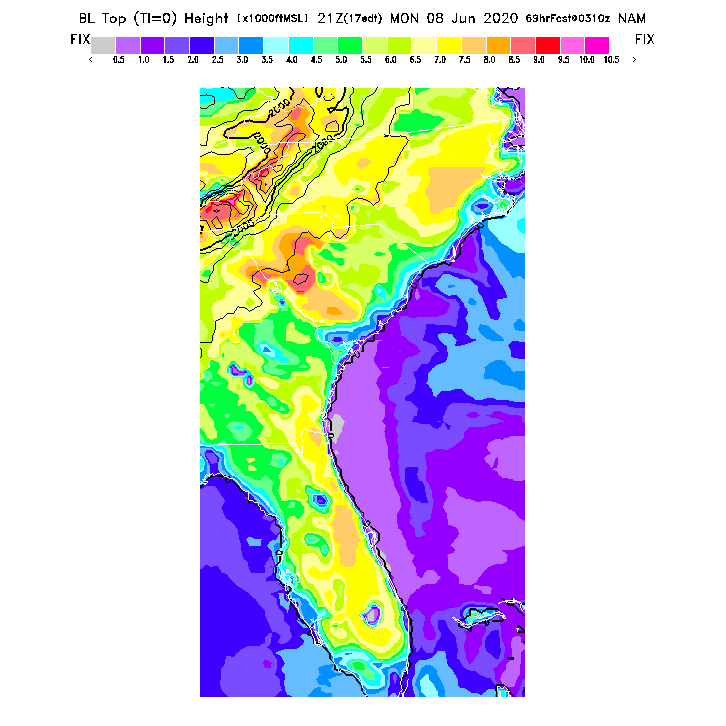 BL Top (TI=0) Height [x1000ftMSL] 21Z(17edt) MON 08 Jun 2020 69hrFcst@0310z NAM
FIX FIX
< 0.5 1.0 1.5 2.0 2.5 3.0 3.5 4.0 4.5 5.0 5.5 6.0 6.5 7.0 7.5 8.0 8.5 9.0 9.5 10.0 10.5 >
2000
2000
2000